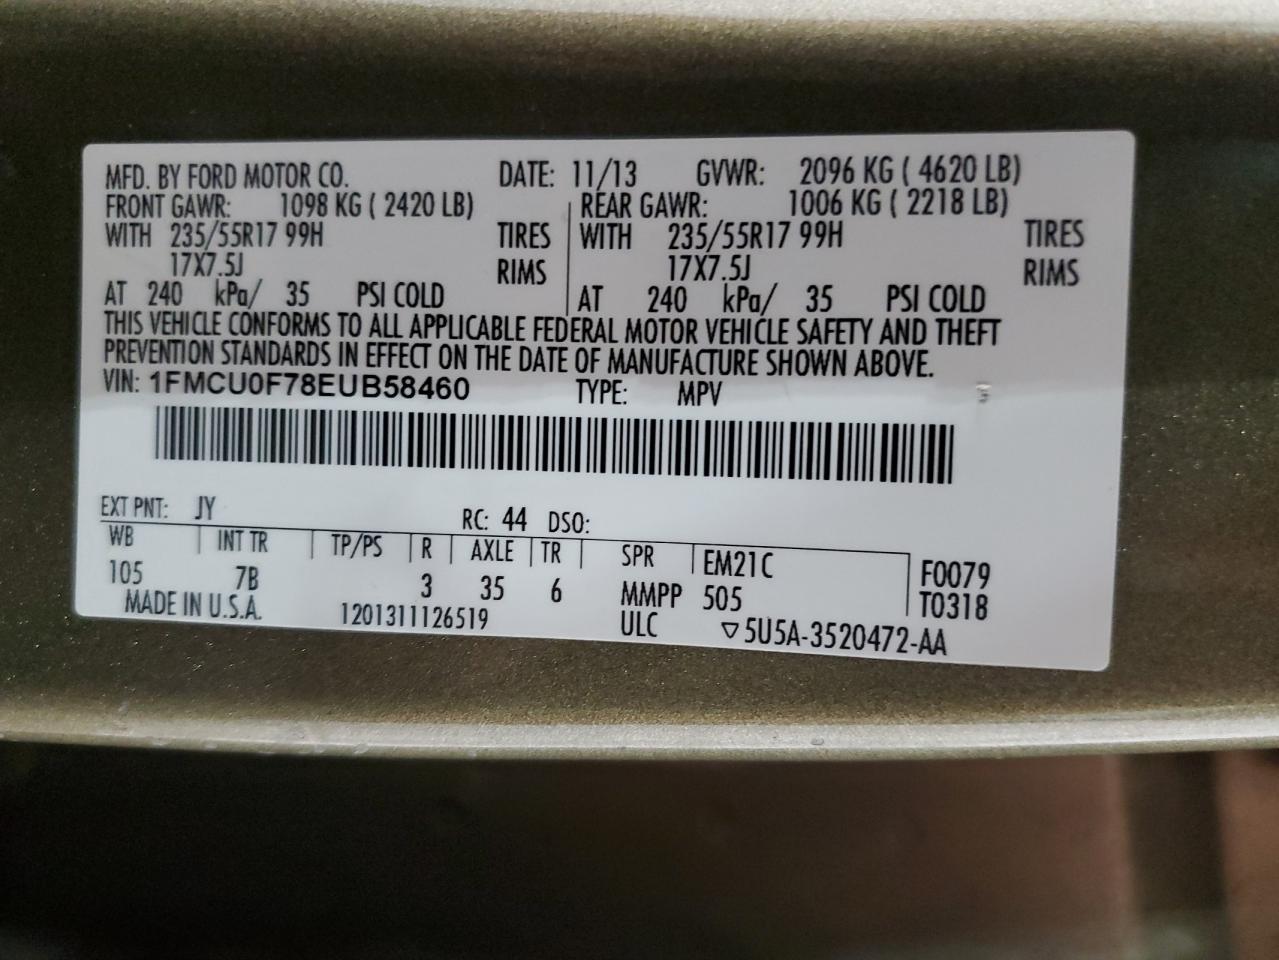 MFD. BY FORD MOTOR CO. DATE: 11/13 GVWR: 2096 KG ( 4620 LB)
FRONT GAWR: 1098 KG ( 2420 LB) REAR GAWR: 1006 KG ( 2218 LB)
WITH 235/55R17 99H TIRES WITH 235/55R17 99H TIRES
17X7.5J RIMS 17X7.5J RIMS
AT 240 kPa/ 35 PSI COLD AT 240 kPa/ 35 PSI COLD
THIS VEHICLE CONFORMS TO ALL APPLICABLE FEDERAL MOTOR VEHICLE SAFETY AND THEFT
PREVENTION STANDARDS IN EFFECT ON THE DATE OF MANUFACTURE SHOWN ABOVE.
VIN: 1FMCU0F78EUB58460 TYPE: MPV
EXT PNT: JY RC: 44 DSO:
WB INT TR TP/PS R AXLE TR SPR EM21C F0079
105 7B 3 35 6 MMPP 505 T0318
MADE IN U.S.A. 1201311126519 ULC ▽5U5A-3520472-AA